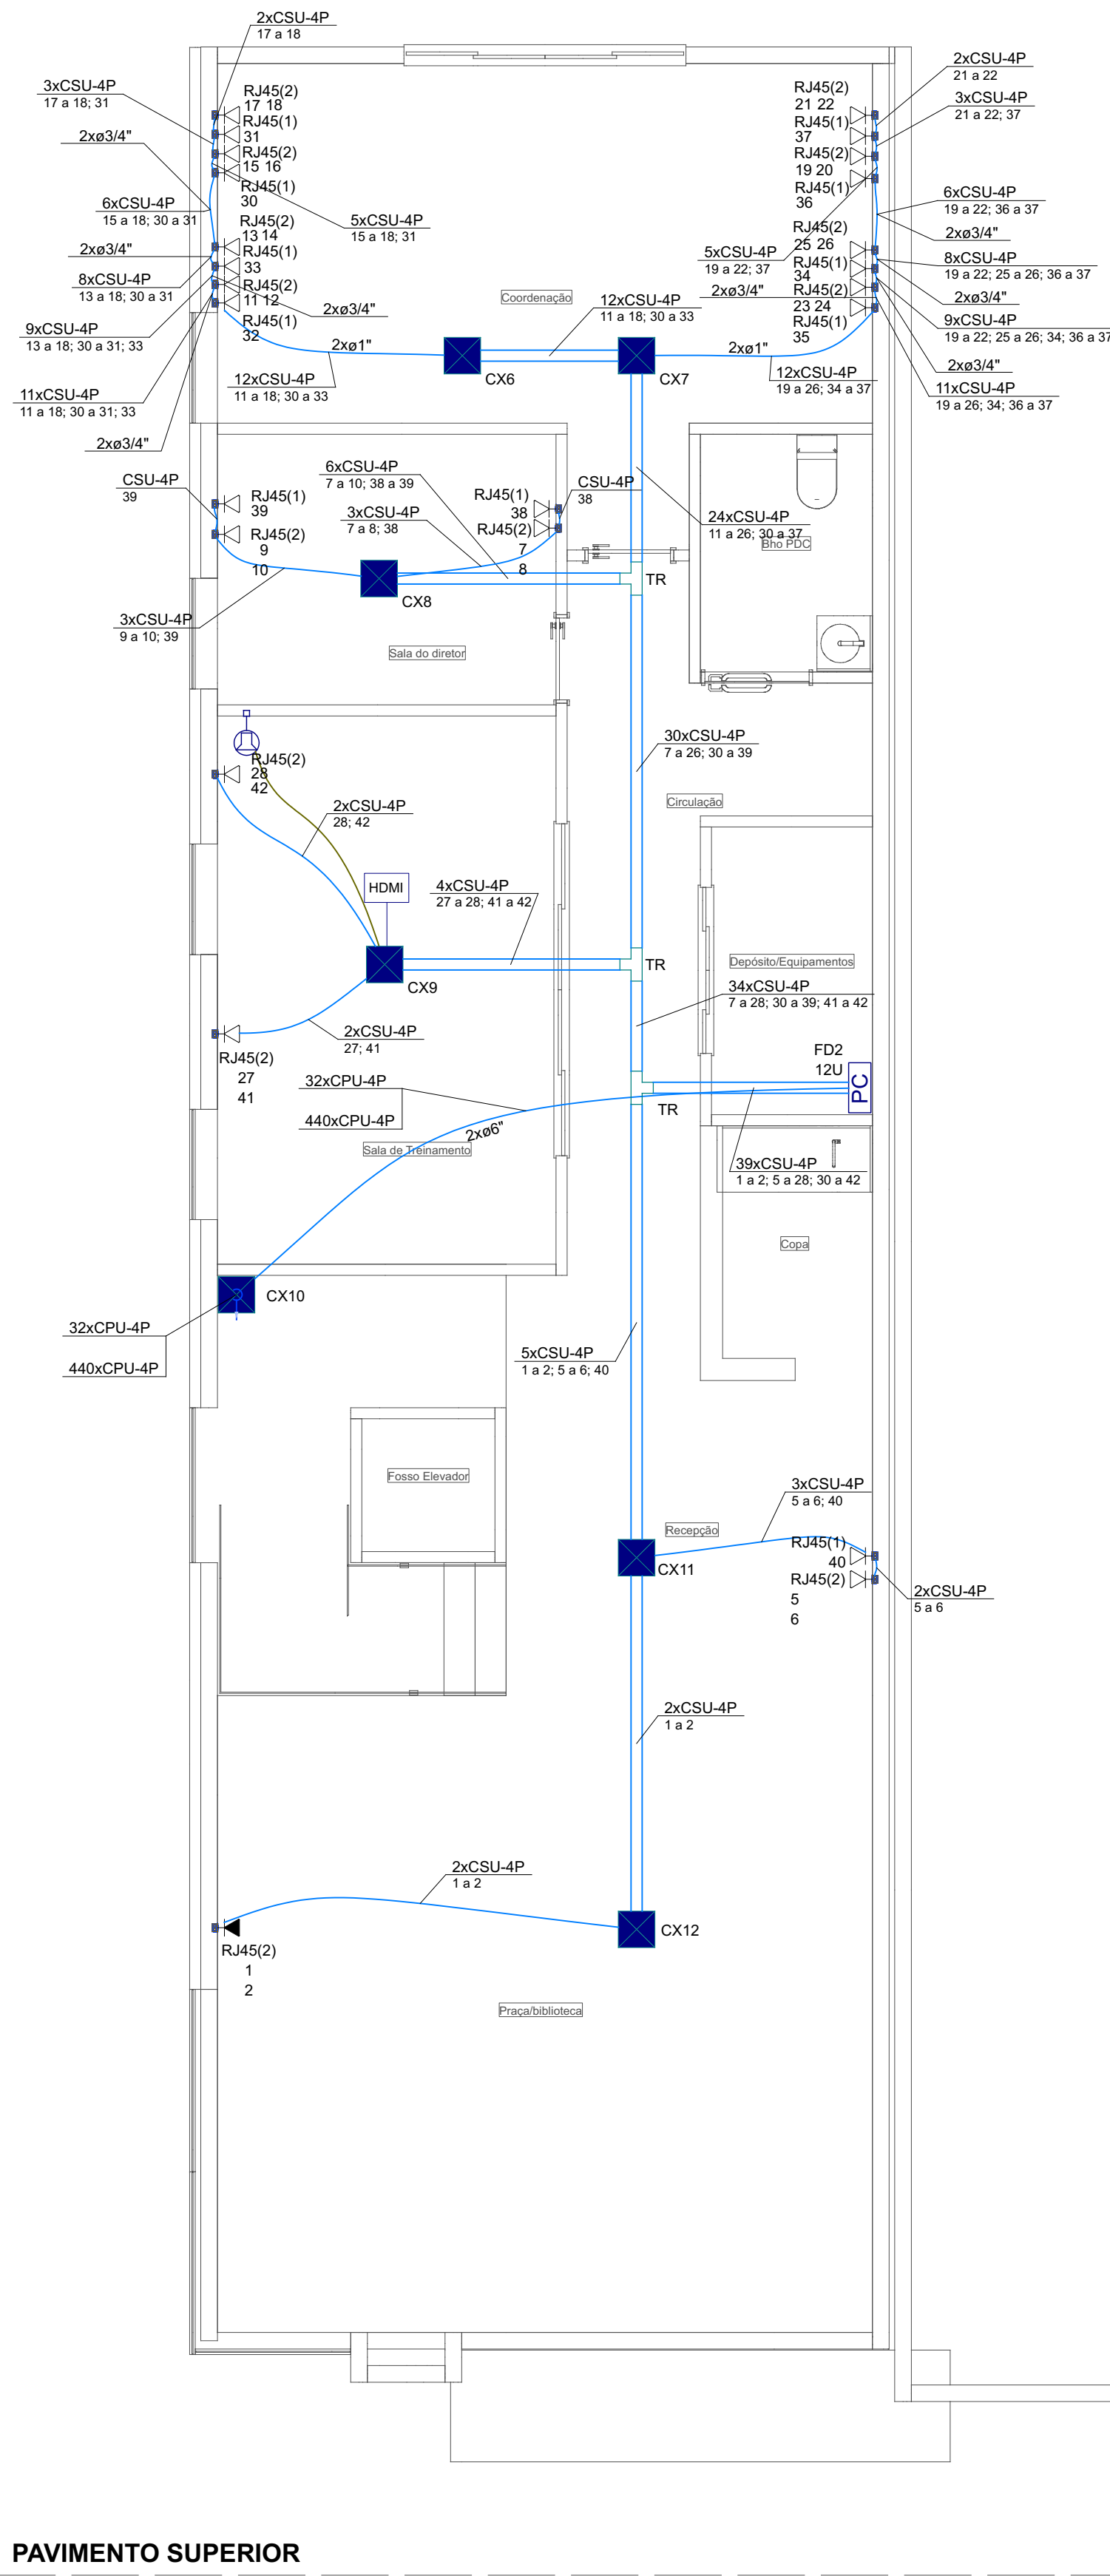 2xCSU-4P
17 a 18
3xCSU-4P
17 a 18; 31
2xø3/4"
6xCSU-4P
15 a 18; 30 a 31
2xø3/4"
8xCSU-4P
13 a 18; 30 a 31
9xCSU-4P
13 a 18; 30 a 31; 33
11xCSU-4P
11 a 18; 30 a 31; 33
2xø3/4"
RJ45(2)
17 18
RJ45(1)
31
RJ45(2)
15 16
RJ45(1)
30
RJ45(2)
13 14
RJ45(1)
33
RJ45(2)
11 12
RJ45(1)
32
5xCSU-4P
15 a 18; 31
2xø3/4"
2xø1"
12xCSU-4P
11 a 18; 30 a 33
Coordenação
12xCSU-4P
11 a 18; 30 a 33
CX6
CX7
RJ45(2)
21 22
RJ45(1)
37
RJ45(2)
19 20
RJ45(1)
36
RJ45(2)
25 26
RJ45(1)
34
RJ45(2)
23 24
RJ45(1)
35
5xCSU-4P
19 a 22; 37
2xø3/4"
2xø1"
12xCSU-4P
19 a 26; 34 a 37
2xCSU-4P
21 a 22
3xCSU-4P
21 a 22; 37
6xCSU-4P
19 a 22; 36 a 37
2xø3/4"
8xCSU-4P
19 a 22; 25 a 26; 36 a 37
2xø3/4"
9xCSU-4P
19 a 22; 25 a 26; 34; 36 a 37
2xø3/4"
11xCSU-4P
19 a 26; 34; 36 a 37
CSU-4P
39
RJ45(1)
39
RJ45(2)
9
10
6xCSU-4P
7 a 10; 38 a 39
3xCSU-4P
7 a 8; 38
RJ45(1)
38
RJ45(2)
7
8
CSU-4P
38
24xCSU-4P
11 a 26; 30 a 37
Bho PDC
TR
CX8
3xCSU-4P
9 a 10; 39
Sala do diretor
30xCSU-4P
7 a 26; 30 a 39
Circulação
RJ45(2)
28
42
2xCSU-4P
28; 42
HDMI
4xCSU-4P
27 a 28; 41 a 42
CX9
TR
Depósito/Equipamentos
34xCSU-4P
7 a 28; 30 a 39; 41 a 42
2xCSU-4P
27; 41
RJ45(2)
27
41
FD2
12U
PC
32xCPU-4P
440xCPU-4P
2xø6"
TR
Sala de Treinamento
39xCSU-4P
1 a 2; 5 a 28; 30 a 42
Copa
CX10
32xCPU-4P
440xCPU-4P
5xCSU-4P
1 a 2; 5 a 6; 40
Fosso Elevador
3xCSU-4P
5 a 6; 40
Recepção
RJ45(1)
40
RJ45(2)
5
6
CX11
2xCSU-4P
5 a 6
2xCSU-4P
1 a 2
2xCSU-4P
1 a 2
CX12
RJ45(2)
1
2
Praça/biblioteca
PAVIMENTO SUPERIOR